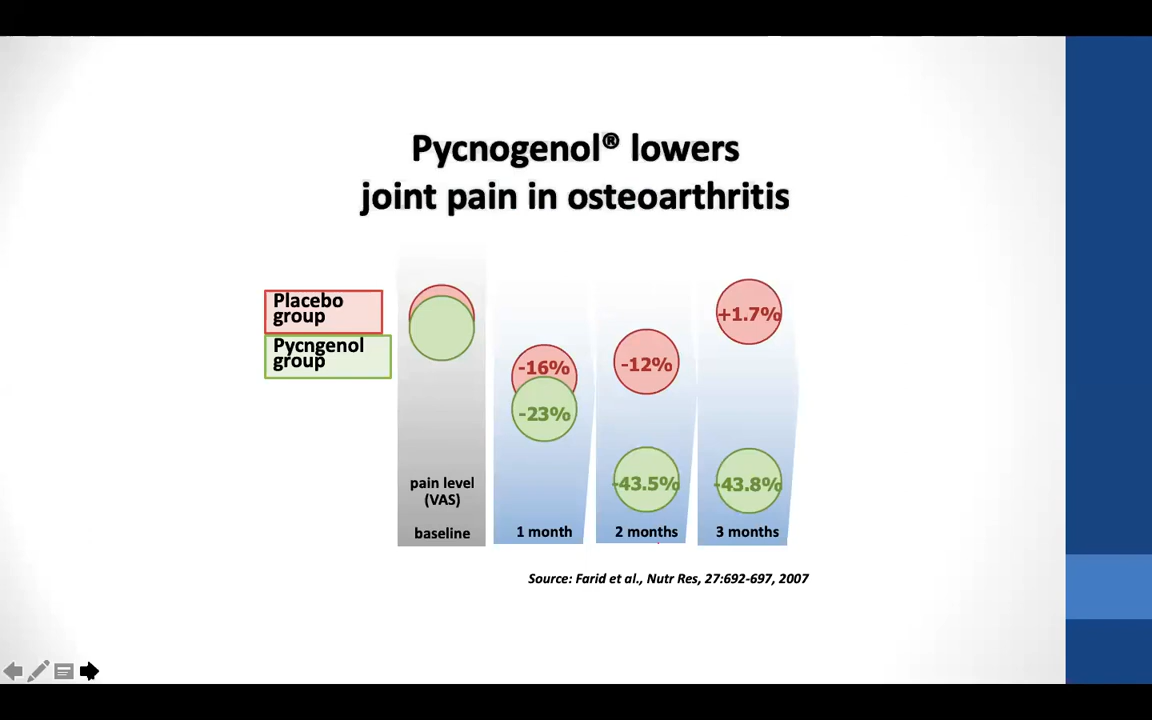 Pycnogenol® lowers
joint pain in osteoarthritis
Placebo
group
Pycngenol
group
+1.7%
-16%
-12%
-23%
-43.5%
-43.8%
pain level
(VAS)
baseline
1 month
2 months
3 months
Source: Farid et al., Nutr Res, 27:692-697, 2007